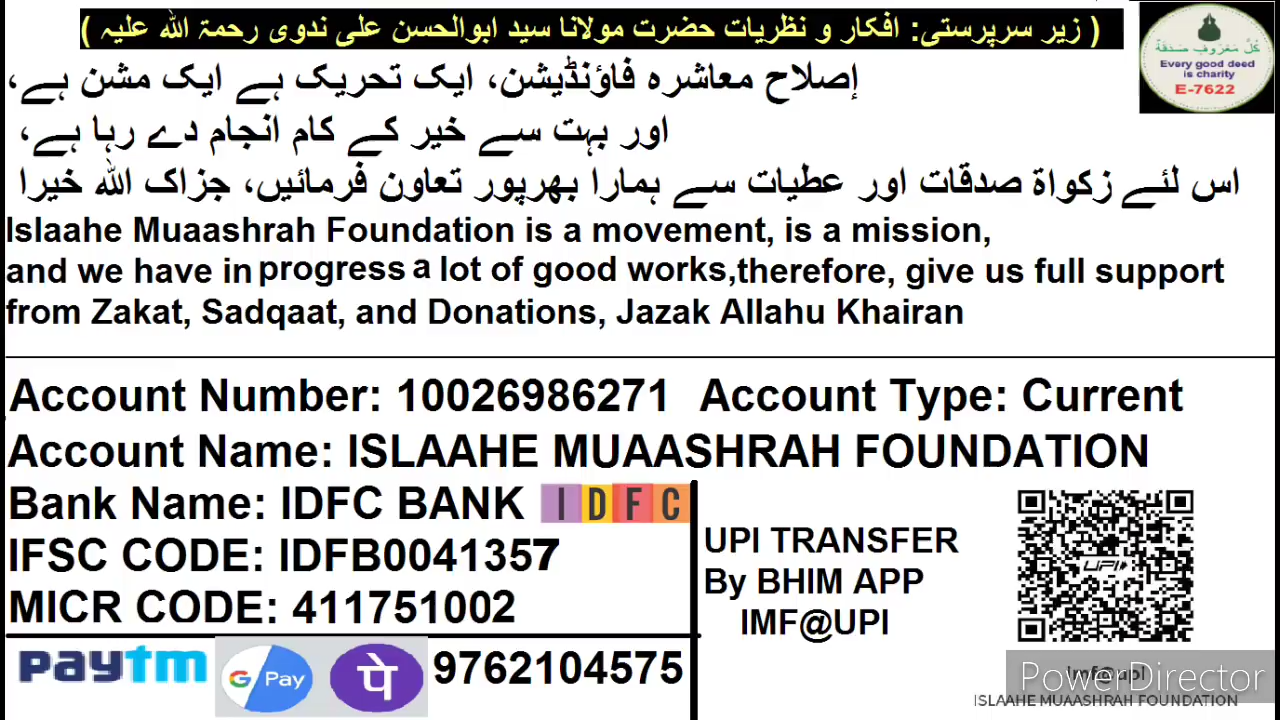 ( زیر سرپرستی: افکار و نظریات حضرت مولانا سید ابوالحسن علی ندوی رحمۃ اللہ علیہ )
كُلُّ مَعْرُوفٍ صَدَقَةٌ
Every good deed
is charity
E-7622
إصلاح معاشرہ فاؤنڈیشن، ایک تحریک ہے ایک مشن ہے،
اور بہت سے خیر کے کام انجام دے رہا ہے،
اس لئے زکواۃ صدقات اور عطیات سے ہمارا بھرپور تعاون فرمائیں، جزاک اللہ خیرا
Islaahe Muaashrah Foundation is a movement, is a mission,
and we have in progress a lot of good works,therefore, give us full support
from Zakat, Sadqaat, and Donations, Jazak Allahu Khairan
Account Number: 10026986271 Account Type: Current
Account Name: ISLAAHE MUAASHRAH FOUNDATION
Bank Name: IDFC BANK IDFC
IFSC CODE: IDFB0041357
MICR CODE: 411751002
UPI TRANSFER
By BHIM APP
IMF@UPI
UPI
paytm G Pay पे 9762104575
imf@upi
PowerDirector
ISLAAHE MUAASHRAH FOUNDATION